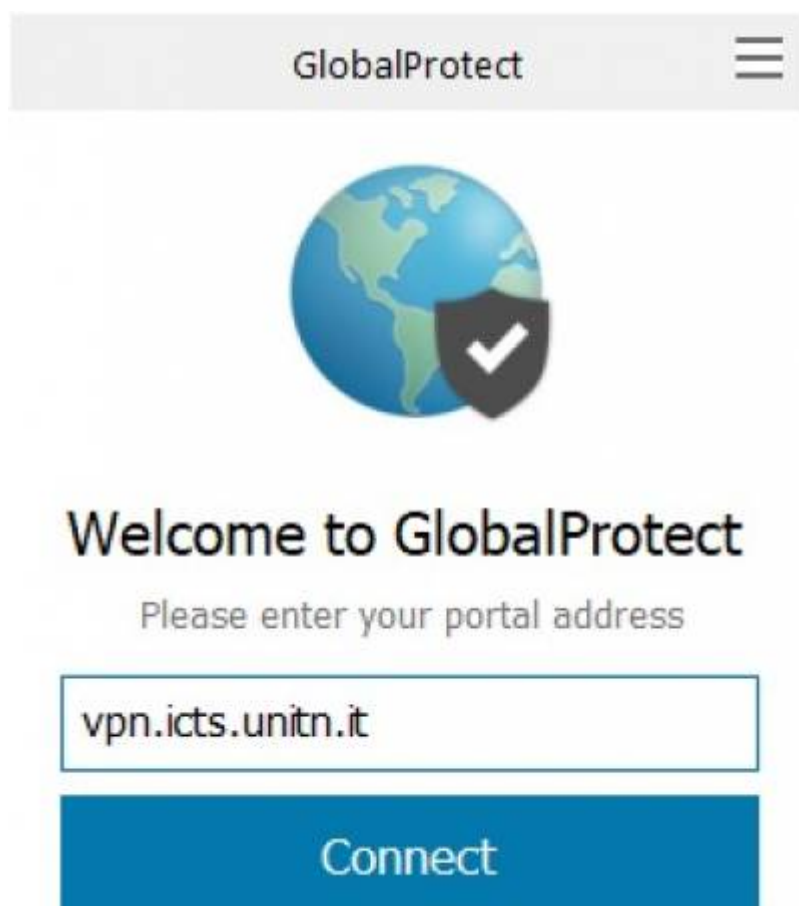 GlobalProtect
Welcome to GlobalProtect
Please enter your portal address
vpn.icts.unitn.it
Connect